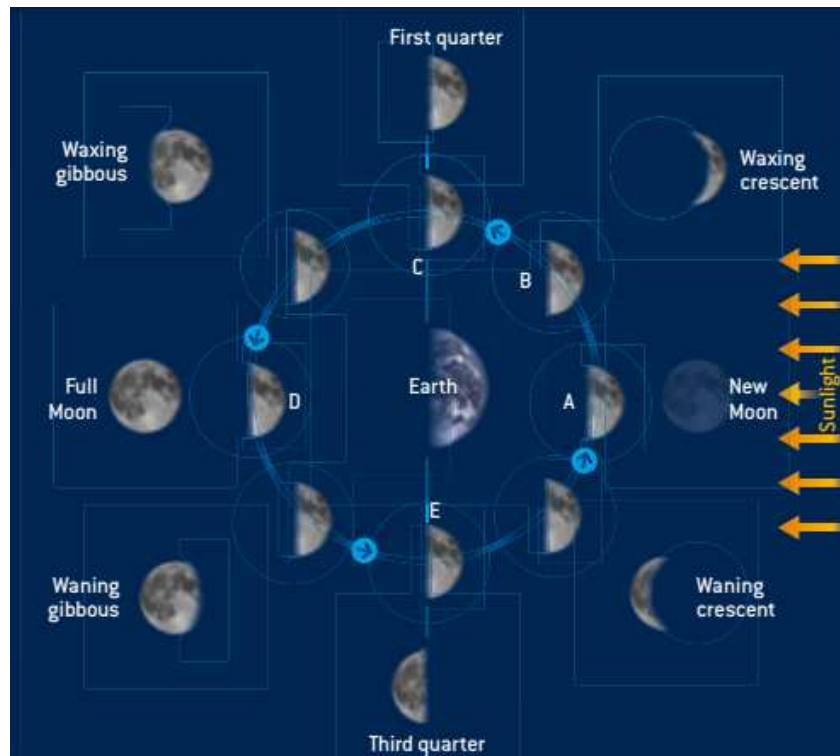 First quarter
Waxing
gibbous
Waxing
crescent
C
B
Full
Moon
D
Earth
A
New
Moon
Sunlight
E
Waning
gibbous
Waning
crescent
Third quarter